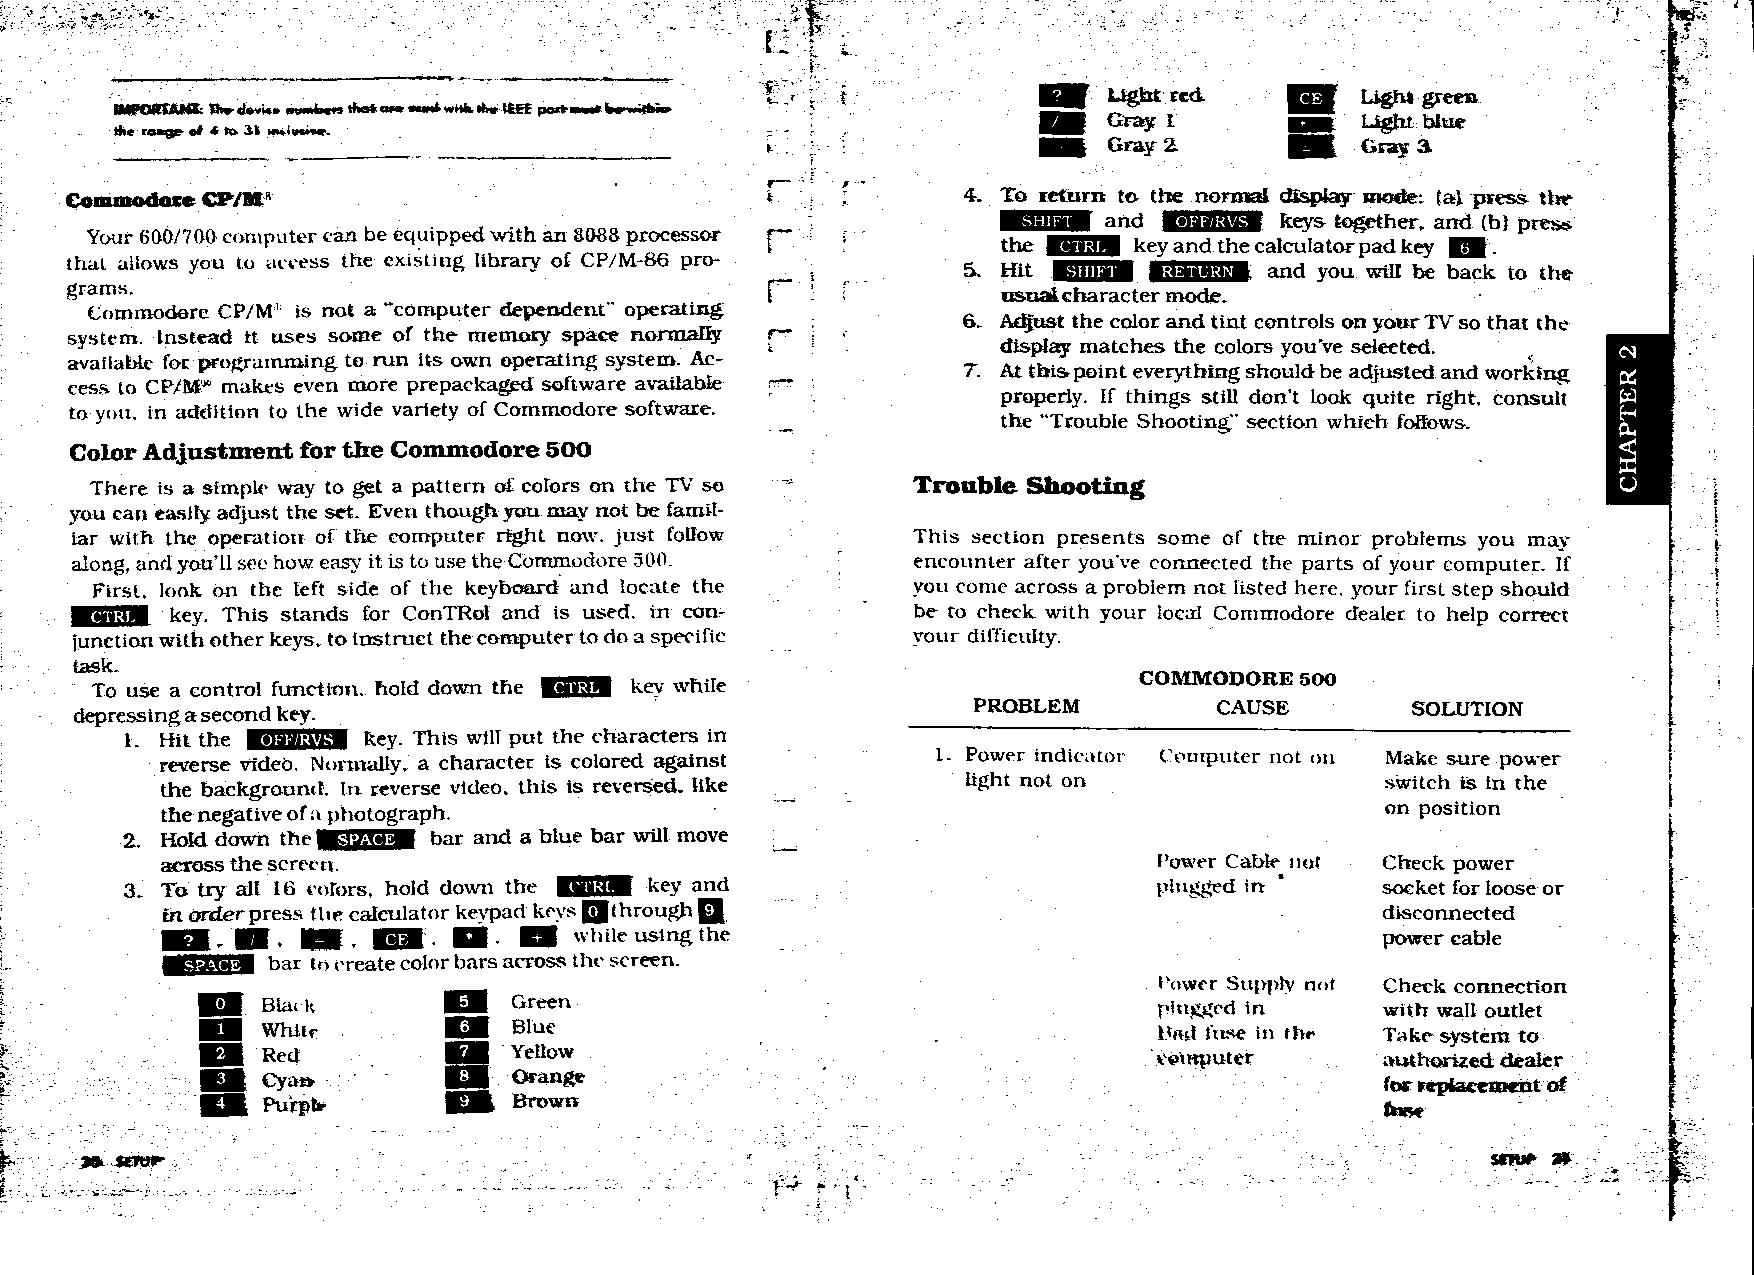 IMPORTANT: The device numbers that are used with the IEEE port must be within
the range of 4 to 31 inclusive.
Commodore CP/M®
Your 600/700 computer can be equipped with an 8088 processor
that allows you to access the existing library of CP/M-86 pro-
grams.
Commodore CP/M® is not a "computer dependent" operating
system. Instead it uses some of the memory space normally
available for programming to run its own operating system. Ac-
cess to CP/M® makes even more prepackaged software available
to you, in addition to the wide variety of Commodore software.
Color Adjustment for the Commodore 500
There is a simple way to get a pattern of colors on the TV so
you can easily adjust the set. Even though you may not be famil-
iar with the operation of the computer right now, just follow
along, and you'll see how easy it is to use the Commodore 500.
First, look on the left side of the keyboard and locate the
CTRL key. This stands for ConTRol and is used, in con-
junction with other keys, to instruct the computer to do a specific
task.
To use a control function, hold down the CTRL key while
depressing a second key.
1. Hit the OFF/RVS key. This will put the characters in
reverse video. Normally, a character is colored against
the background. In reverse video, this is reversed, like
the negative of a photograph.
2. Hold down the SPACE bar and a blue bar will move
across the screen.
3. To try all 16 colors, hold down the CTRL key and
in order press the calculator keypad keys 0 through 9
? , / , - , CE , * , + while using the
SPACE bar to create color bars across the screen.
0 Black 5 Green
1 White 6 Blue
2 Red 7 Yellow
3 Cyan 8 Orange
4 Purple 9 Brown
20 SETUP
? Light red CE Light green
/ Gray 1 Light blue
Gray 2 Gray 3
4. To return to the normal display mode: (a) press the
SHIFT and OFF/RVS keys together, and (b) press
the CTRL key and the calculator pad key 6 .
5. Hit SHIFT RETURN and you will be back to the
usual character mode.
6. Adjust the color and tint controls on your TV so that the
display matches the colors you've selected.
7. At this point everything should be adjusted and working
properly. If things still don't look quite right, consult
the "Trouble Shooting" section which follows.
CHAPTER 2
Trouble Shooting
This section presents some of the minor problems you may
encounter after you've connected the parts of your computer. If
you come across a problem not listed here, your first step should
be to check with your local Commodore dealer to help correct
your difficulty.
COMMODORE 500
PROBLEM CAUSE SOLUTION
1. Power indicator Computer not on Make sure power
light not on switch is in the
on position
Power Cable not Check power
plugged in socket for loose or
disconnected
power cable
Power Supply not Check connection
plugged in with wall outlet
Bad fuse in the Take system to
computer authorized dealer
for replacement of
fuse
SETUP